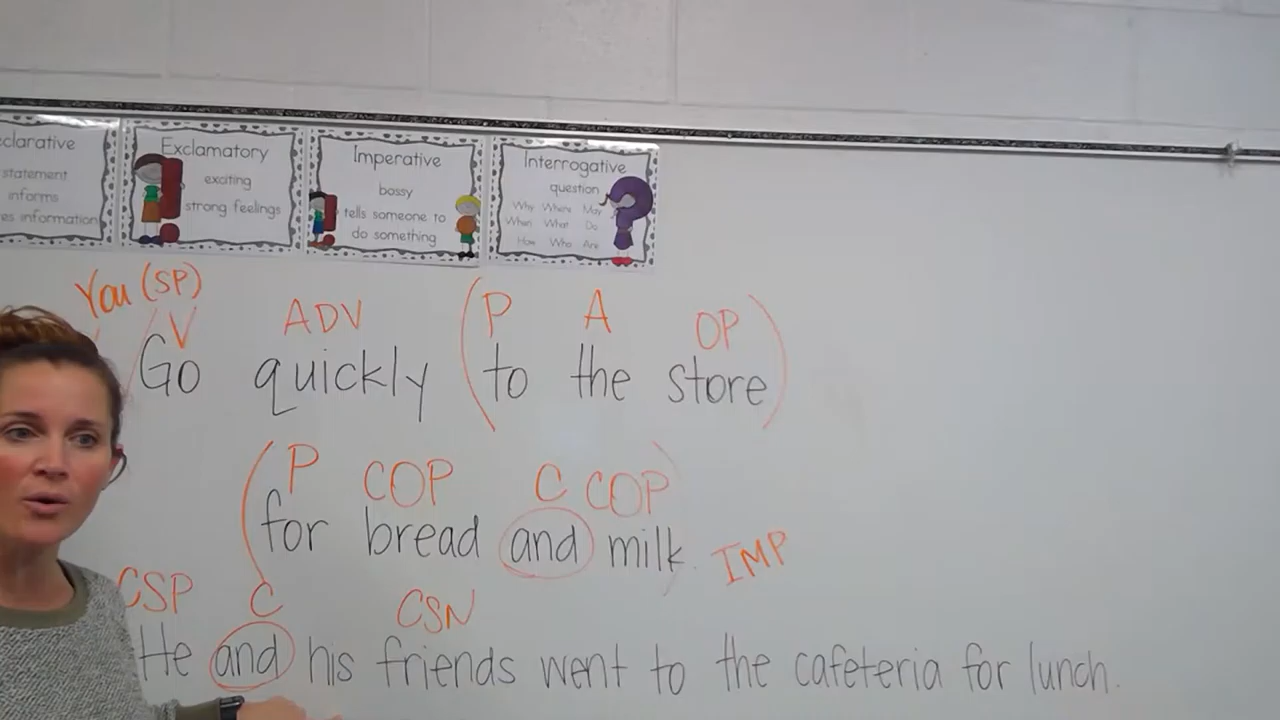 clarative
statement
informs
es information
Exclamatory
exciting
strong feelings
Imperative
bossy
tells someone to
do something
Interrogative
question
Why Where May
When What Do
How Who Are
You (SP)
V ADV (P A OP)
Go quickly to the store
(P COP C COP)
for bread and milk. IMP
CSP C CSN
He and his friends went to the cafeteria for lunch.